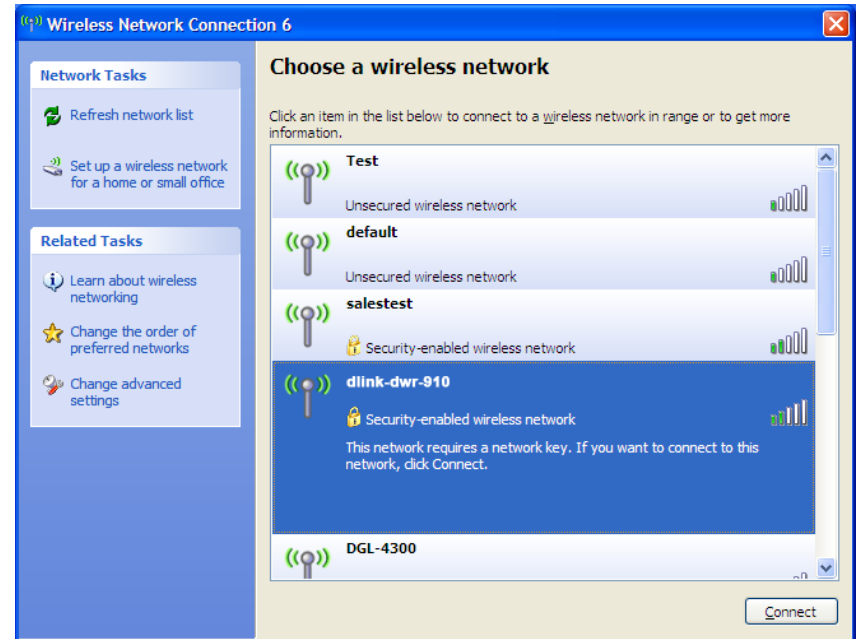 Wireless Network Connection 6
Network Tasks
Refresh network list
Set up a wireless network
for a home or small office
Related Tasks
Learn about wireless
networking
Change the order of
preferred networks
Change advanced
settings
Choose a wireless network
Click an item in the list below to connect to a wireless network in range or to get more
information.
Test
Unsecured wireless network
default
Unsecured wireless network
salestest
Security-enabled wireless network
dlink-dwr-910
Security-enabled wireless network
This network requires a network key. If you want to connect to this
network, click Connect.
DGL-4300
Connect